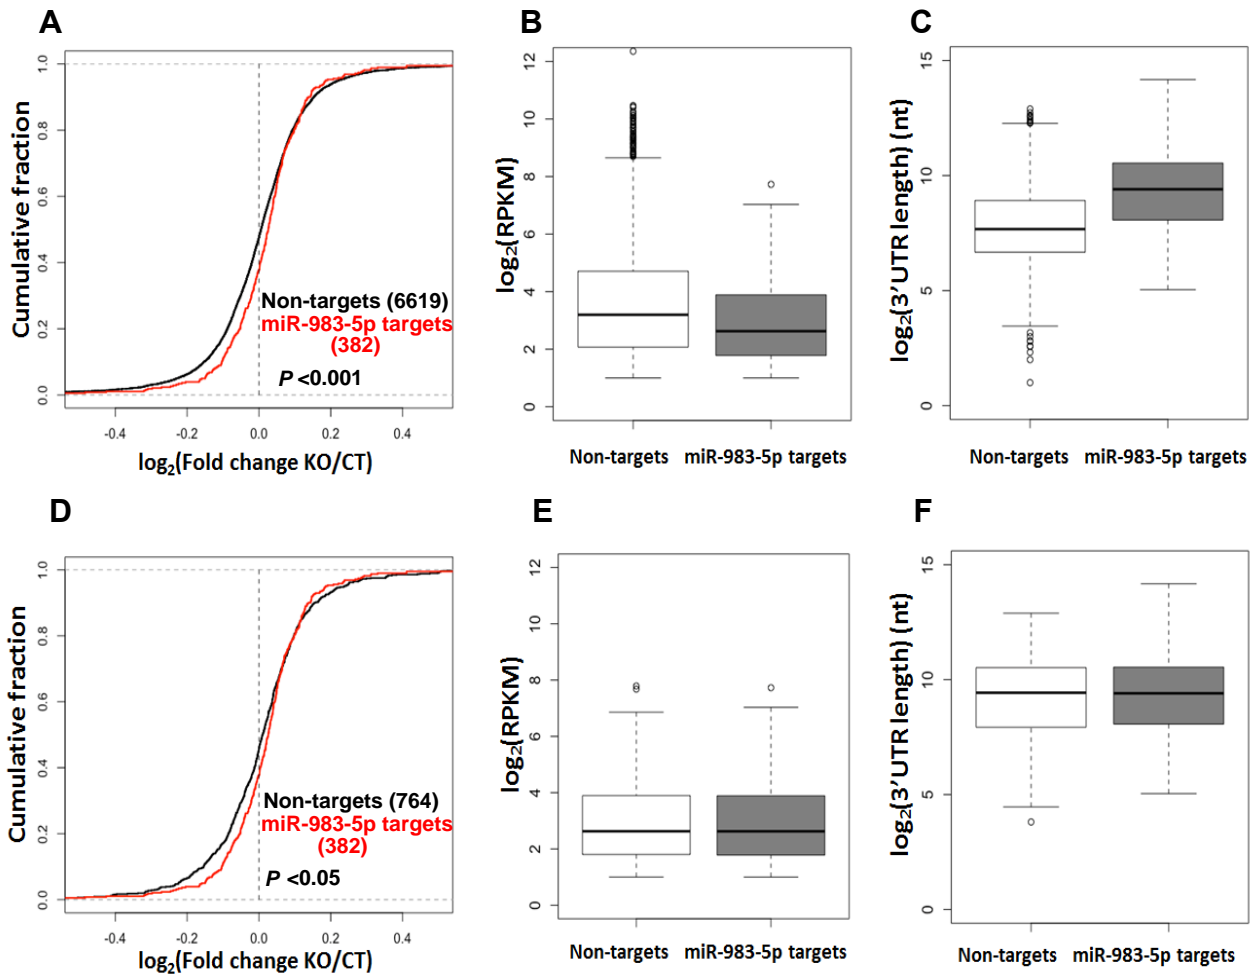 A
Cumulative fraction
1.0
0.8
0.6
0.4
0.2
0.0
Non-targets (6619)
miR-983-5p targets
(382)
P <0.001
-0.4
-0.2
0.0
0.2
0.4
log2(Fold change KO/CT)
B
log2(RPKM)
12
10
8
6
4
2
0
Non-targets
miR-983-5p targets
C
log2(3'UTR length) (nt)
15
10
5
0
Non-targets
miR-983-5p targets
D
Cumulative fraction
1.0
0.8
0.6
0.4
0.2
0.0
Non-targets (764)
miR-983-5p targets
(382)
P <0.05
-0.4
-0.2
0.0
0.2
0.4
log2(Fold change KO/CT)
E
log2(RPKM)
12
10
8
6
4
2
0
Non-targets
miR-983-5p targets
F
log2(3'UTR length) (nt)
15
10
5
0
Non-targets
miR-983-5p targets